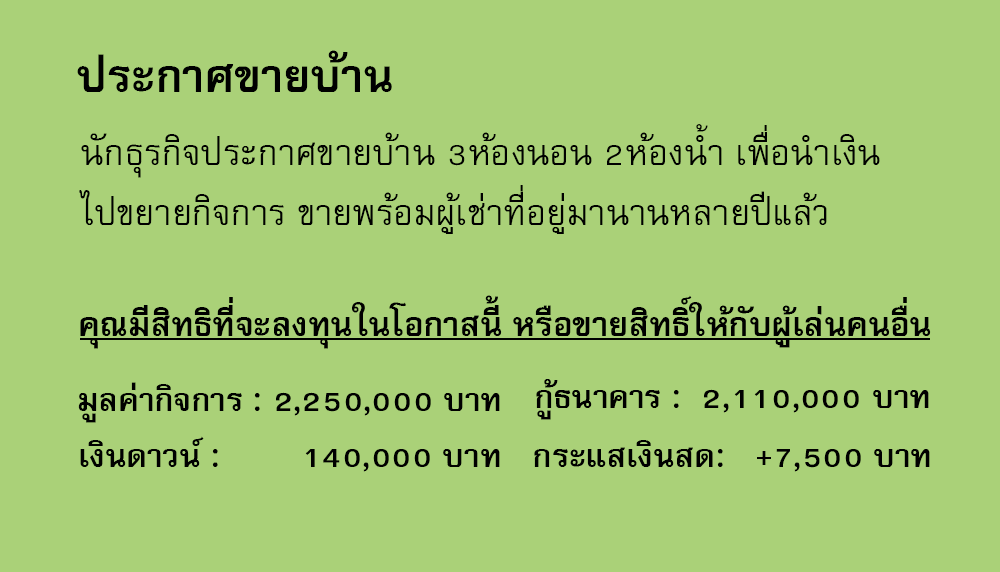 ประกาศขายบ้าน
นักธุรกิจประกาศขายบ้าน 3ห้องนอน 2ห้องน้ำ เพื่อนำเงิน
ไปขยายกิจการ ขายพร้อมผู้เช่าที่อยู่มานานหลายปีแล้ว
คุณมีสิทธิที่จะลงทุนในโอกาสนี้ หรือขายสิทธิ์ให้กับผู้เล่นคนอื่น
มูลค่ากิจการ : 2,250,000 บาท กู้ธนาคาร : 2,110,000 บาท
เงินดาวน์ : 140,000 บาท กระแสเงินสด: +7,500 บาท